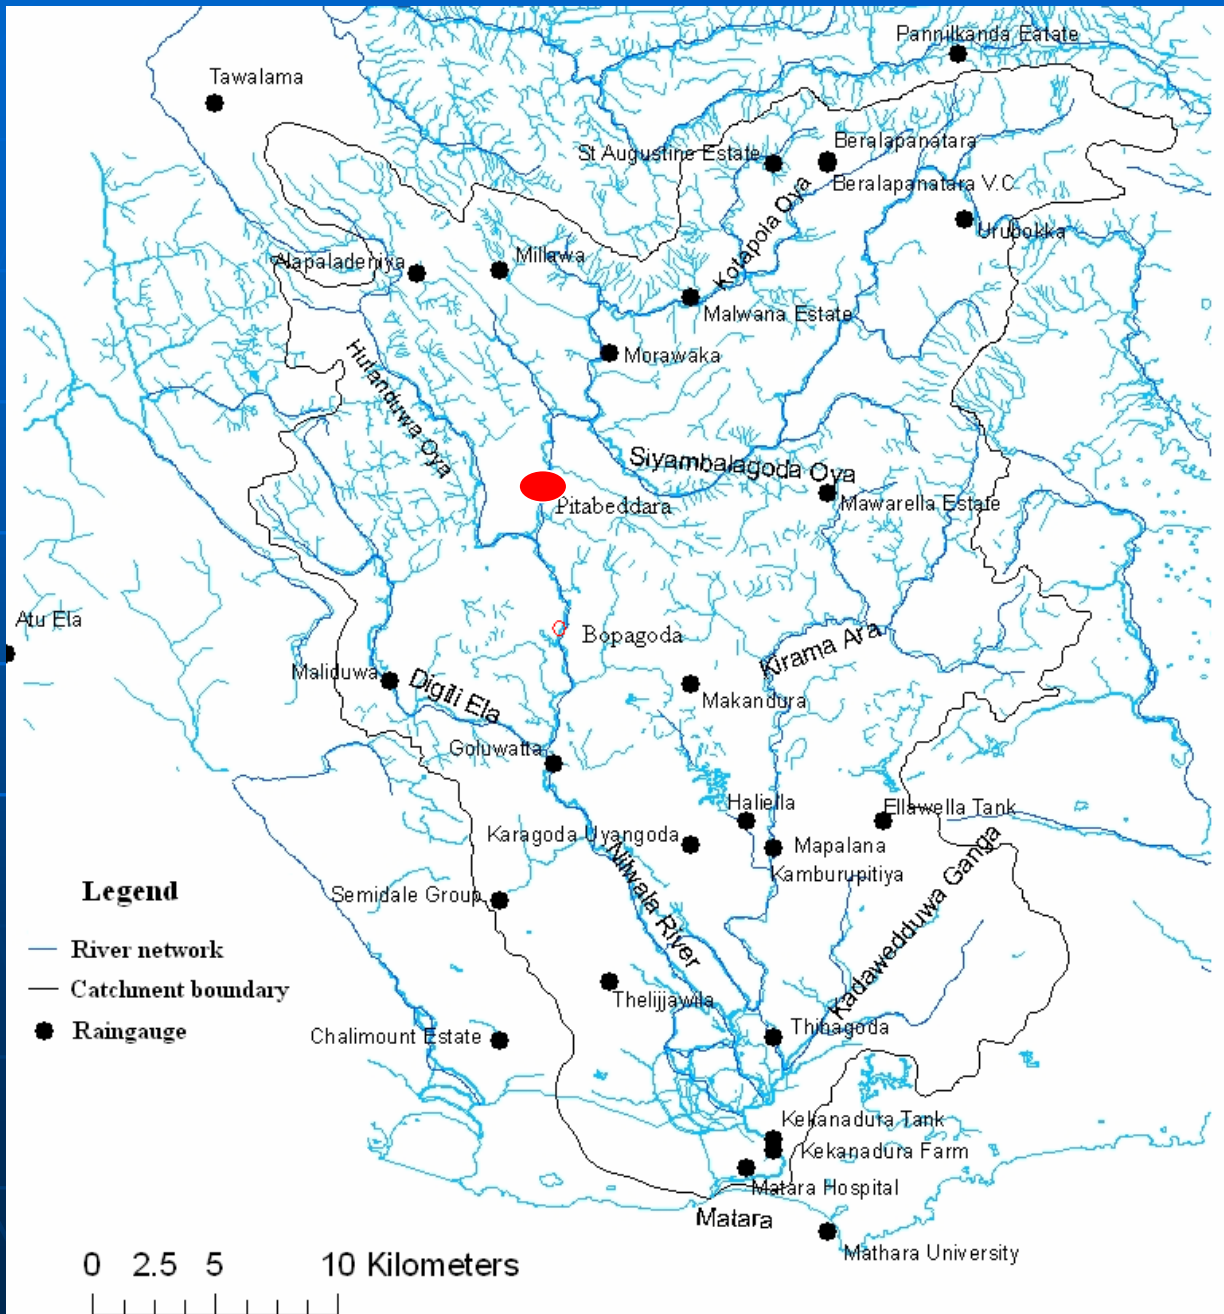 Pannilkanda Eatate
Tawalama
Beralapanatara
St Augustine Estate
Beralapanatara V.C
Kotapola Oya
Urubokka
Millawa
Alapaladeniya
Malwana Estate
Morawaka
Hulanduwa Oya
Siyambalagoda Oya
Mawarella Estate
Pitabeddara
Atu Ela
Bopagoda
Kirama Ara
Maliduwa
Digili Ela
Makandura
Goluwatta
Haliella
Ellawella Tank
Karagoda Uyangoda
Mapalana
Kamburupitiya
Nilwala River
Kadawedduwa Ganga
Legend
Semidale Group
River network
Catchment boundary
Thelijjawila
Raingauge
Chalimount Estate
Thihagoda
Kekanadura Tank
Kekanadura Farm
Matara Hospital
Matara
Mathara University
0 2.5 5 10 Kilometers